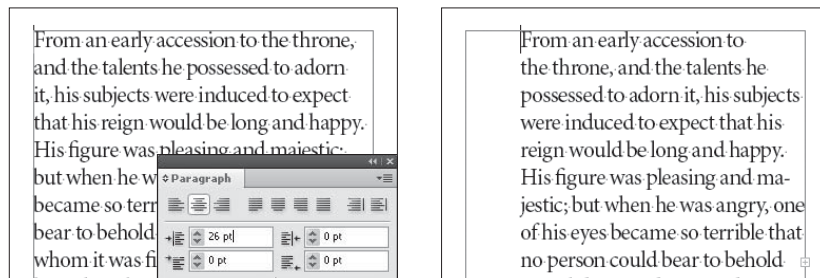 From an early accession to the throne,
and the talents he possessed to adorn
it, his subjects were induced to expect
that his reign would be long and happy.
His figure was pleasing and majestic;
but when he w
became so terr
bear to behold
whom it was fi
Paragraph
26 pt
0 pt
0 pt
0 pt
From an early accession to
the throne, and the talents he
possessed to adorn it, his subjects
were induced to expect that his
reign would be long and happy.
His figure was pleasing and ma-
jestic; but when he was angry, one
of his eyes became so terrible that
no person could bear to behold